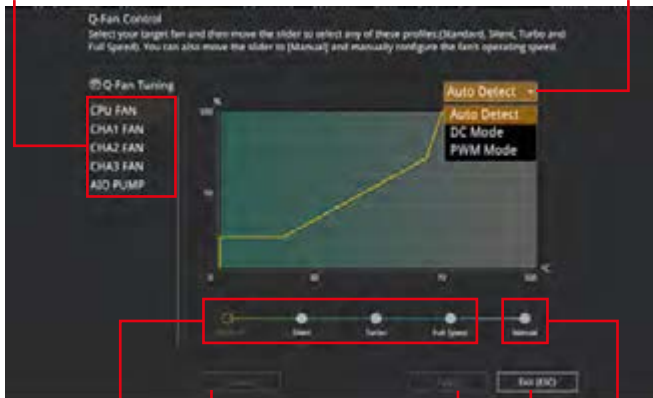 Q-Fan Control
Select your target fan and then move the slider to select any of these profiles:(Standard, Silent, Turbo and
Full Speed). You can also move the slider to [Manual] and manually configure the fan's operating speed.
Q-Fan Tuning
Auto Detect
CPU FAN
CHA1 FAN
CHA2 FAN
CHA3 FAN
AIO PUMP
%
100
Auto Detect
DC Mode
PWM Mode
50
°C
0
70
100
Silent
Turbo
Full Speed
Manual
Exit (ESC)